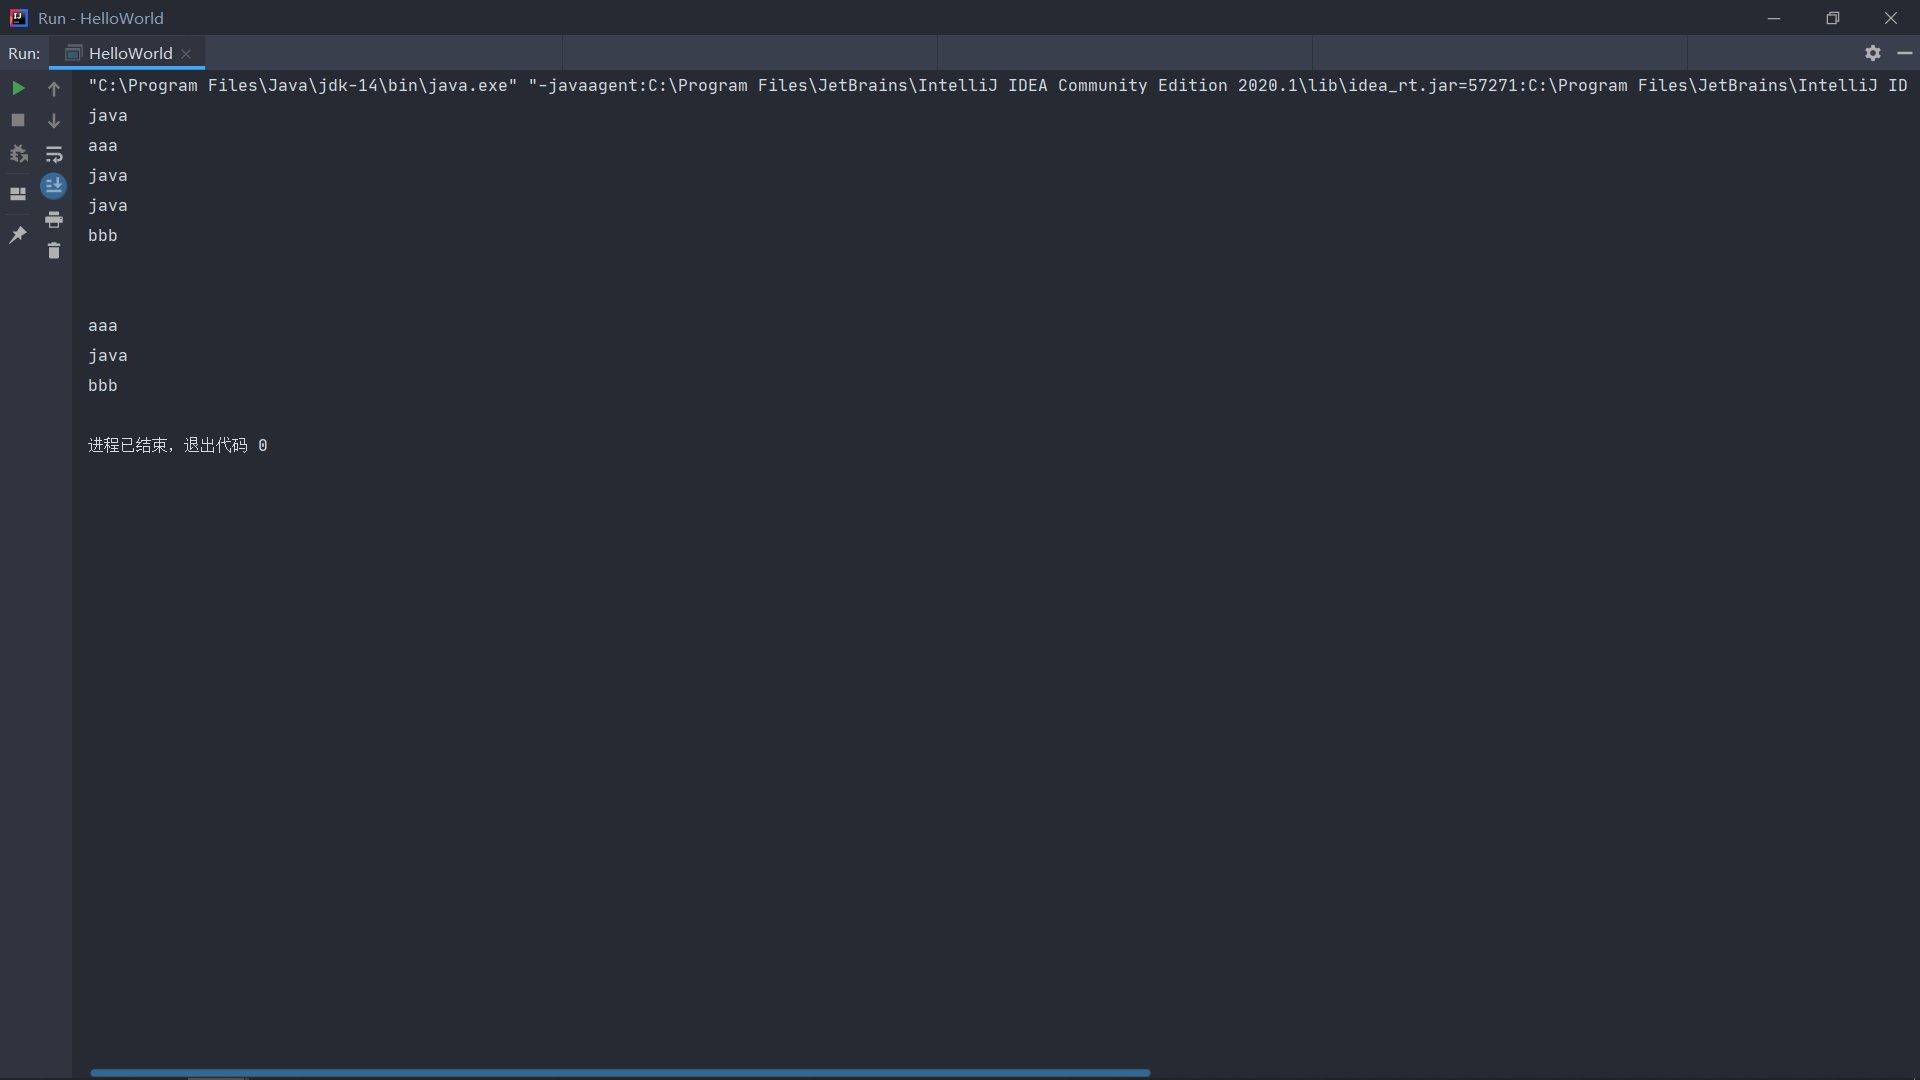 Run - HelloWorld
Run: HelloWorld
"C:\Program Files\Java\jdk-14\bin\java.exe" "-javaagent:C:\Program Files\JetBrains\IntelliJ IDEA Community Edition 2020.1\lib\idea_rt.jar=57271:C:\Program Files\JetBrains\IntelliJ ID
java
aaa
java
java
bbb
aaa
java
bbb
进程已结束，退出代码 0